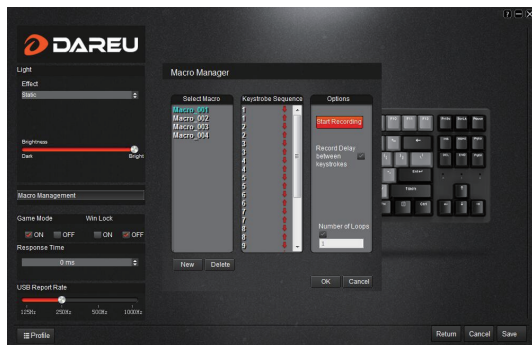 DAREU
Light
Effect
Static
Brightness
Dark Bright
Macro Management
Game Mode Win Lock
ON OFF ON OFF
Response Time
0 ms
USB Report Rate
125Hz 250Hz 500Hz 1000Hz
Profile
Macro Manager
Select Macro
Macro_001
Macro_002
Macro_003
Macro_004
New Delete
Keystrobe Sequence
1
1
2
2
3
3
4
4
5
5
6
6
7
7
8
8
9
Options
Start Recording
Record Delay
between
keystrokes
Number of Loops
1
OK Cancel
Return Cancel Save